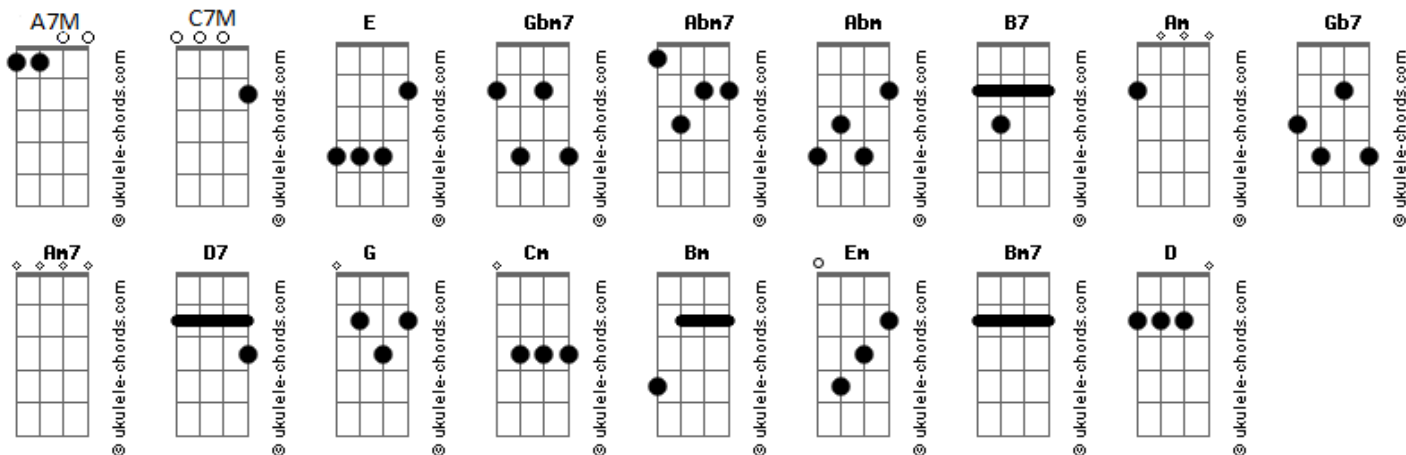 A7M C7M E Gbm7 Abm7 Abm B7 Am Gb7
© ukulele-chords.com © ukulele-chords.com © ukulele-chords.com © ukulele-chords.com © ukulele-chords.com © ukulele-chords.com © ukulele-chords.com © ukulele-chords.com © ukulele-chords.com
Am7 D7 G Cm Bm Em Bm7 D
© ukulele-chords.com © ukulele-chords.com © ukulele-chords.com © ukulele-chords.com © ukulele-chords.com © ukulele-chords.com © ukulele-chords.com © ukulele-chords.com